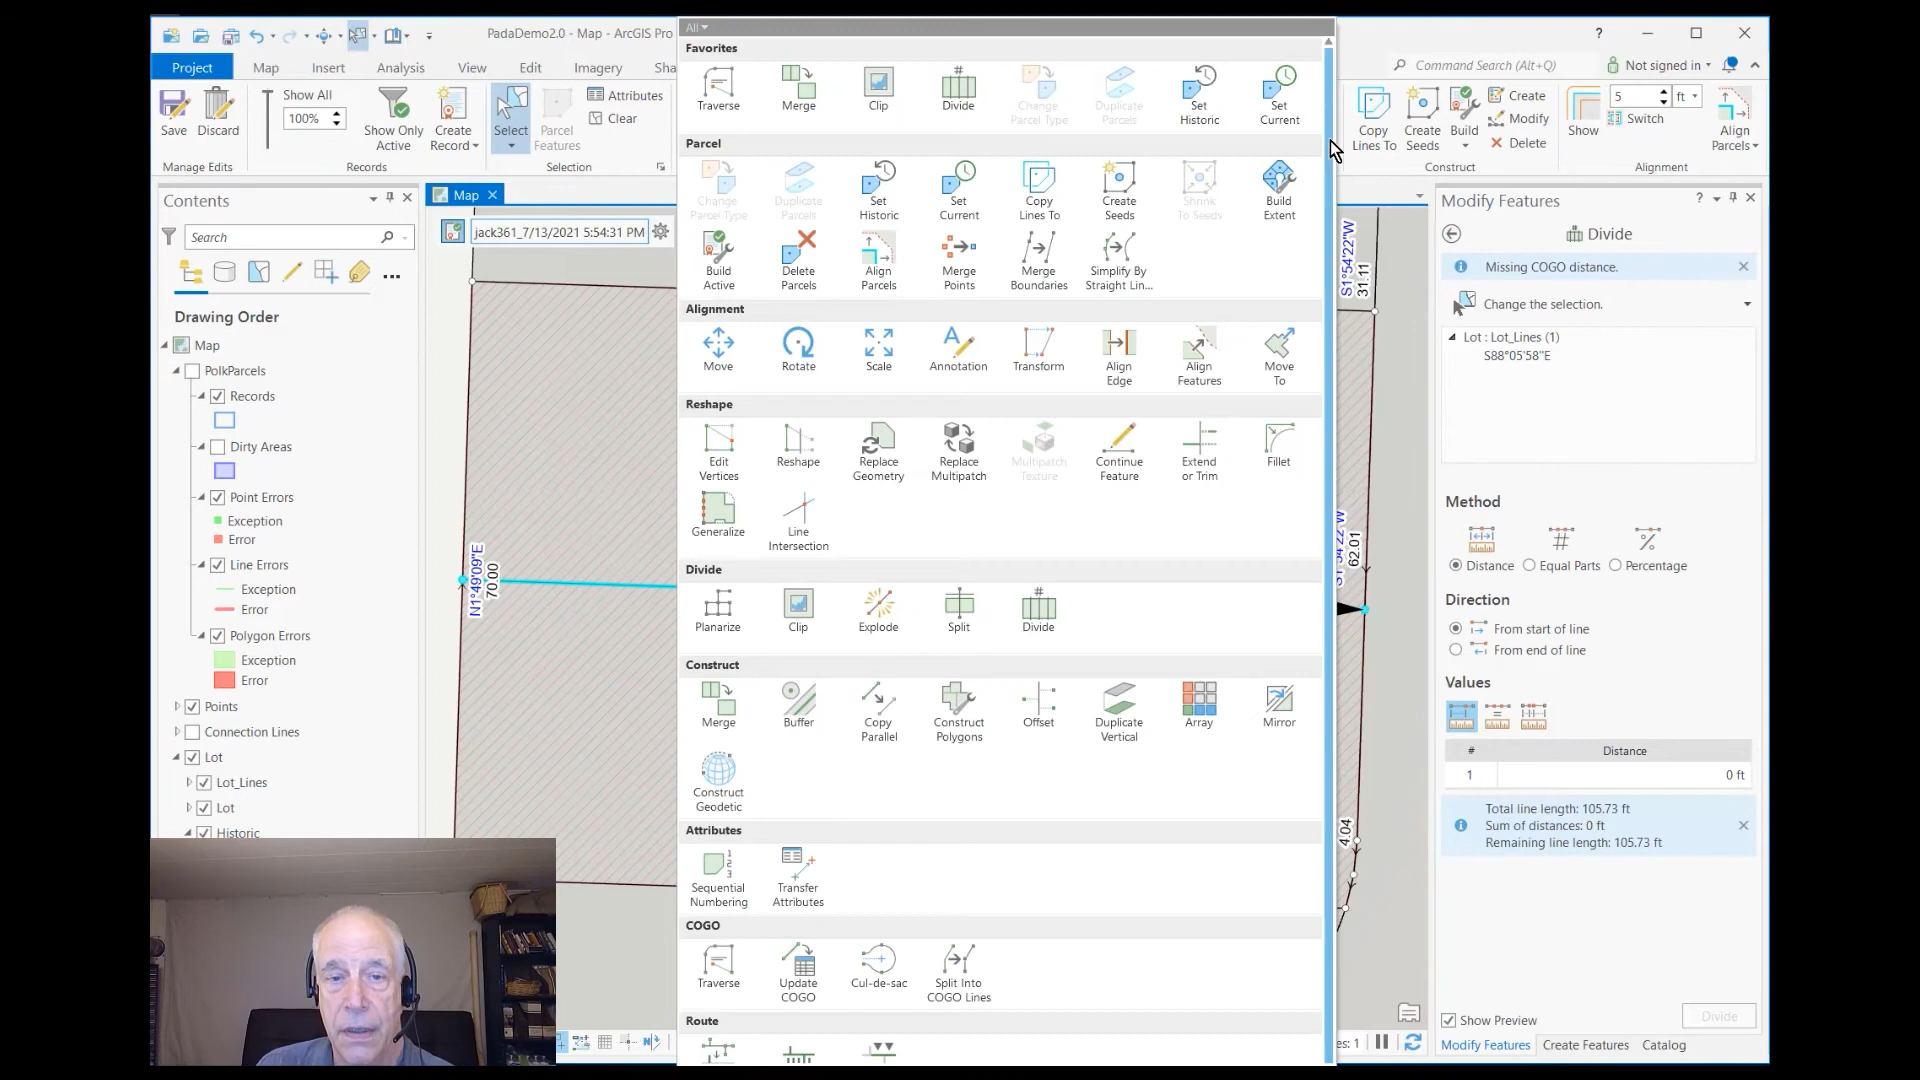 PadaDemo2.0 - Map - ArcGIS Pro
All
?
Project
Map
Insert
Analysis
View
Edit
Imagery
Sha
Command Search (Alt+Q)
Not signed in
Save
Discard
Manage Edits
Show All
100%
Show Only
Active
Create
Record
Records
Select
Parcel
Features
Attributes
Clear
Selection
Copy
Lines To
Create
Seeds
Build
Create
Modify
Delete
Construct
Show
5
ft
Switch
Align
Parcels
Alignment
Favorites
Traverse
Merge
Clip
Divide
Change
Parcel Type
Duplicate
Parcels
Set
Historic
Set
Current
Parcel
Change
Parcel Type
Duplicate
Parcels
Set
Historic
Set
Current
Copy
Lines To
Create
Seeds
Shrink
To Seeds
Build
Extent
Build
Active
Delete
Parcels
Align
Parcels
Merge
Points
Merge
Boundaries
Simplify By
Straight Lin...
Alignment
Move
Rotate
Scale
Annotation
Transform
Align
Edge
Align
Features
Move
To
Reshape
Edit
Vertices
Reshape
Replace
Geometry
Replace
Multipatch
Multipatch
Texture
Continue
Feature
Extend
or Trim
Fillet
Generalize
Line
Intersection
Divide
Planarize
Clip
Explode
Split
Divide
Construct
Merge
Buffer
Copy
Parallel
Construct
Polygons
Offset
Duplicate
Vertical
Array
Mirror
Construct
Geodetic
Attributes
Sequential
Numbering
Transfer
Attributes
COGO
Traverse
Update
COGO
Cul-de-sac
Split Into
COGO Lines
Route
Contents
Search
Drawing Order
Map
PolkParcels
Records
Dirty Areas
Point Errors
Exception
Error
Line Errors
Exception
Error
Polygon Errors
Exception
Error
Points
Connection Lines
Lot
Lot_Lines
Lot
Historic
Map
jack361_7/13/2021 5:54:31 PM
N1°49'09"E
70.00
S1°54'22"W
31.11
62.01
4.04
es: 1
Modify Features
?
Divide
Missing COGO distance.
Change the selection.
Lot : Lot_Lines (1)
S88°05'58"E
Method
Distance
Equal Parts
Percentage
Direction
From start of line
From end of line
Values
# Distance
1 0 ft
Total line length: 105.73 ft
Sum of distances: 0 ft
Remaining line length: 105.73 ft
Show Preview
Divide
Modify Features
Create Features
Catalog